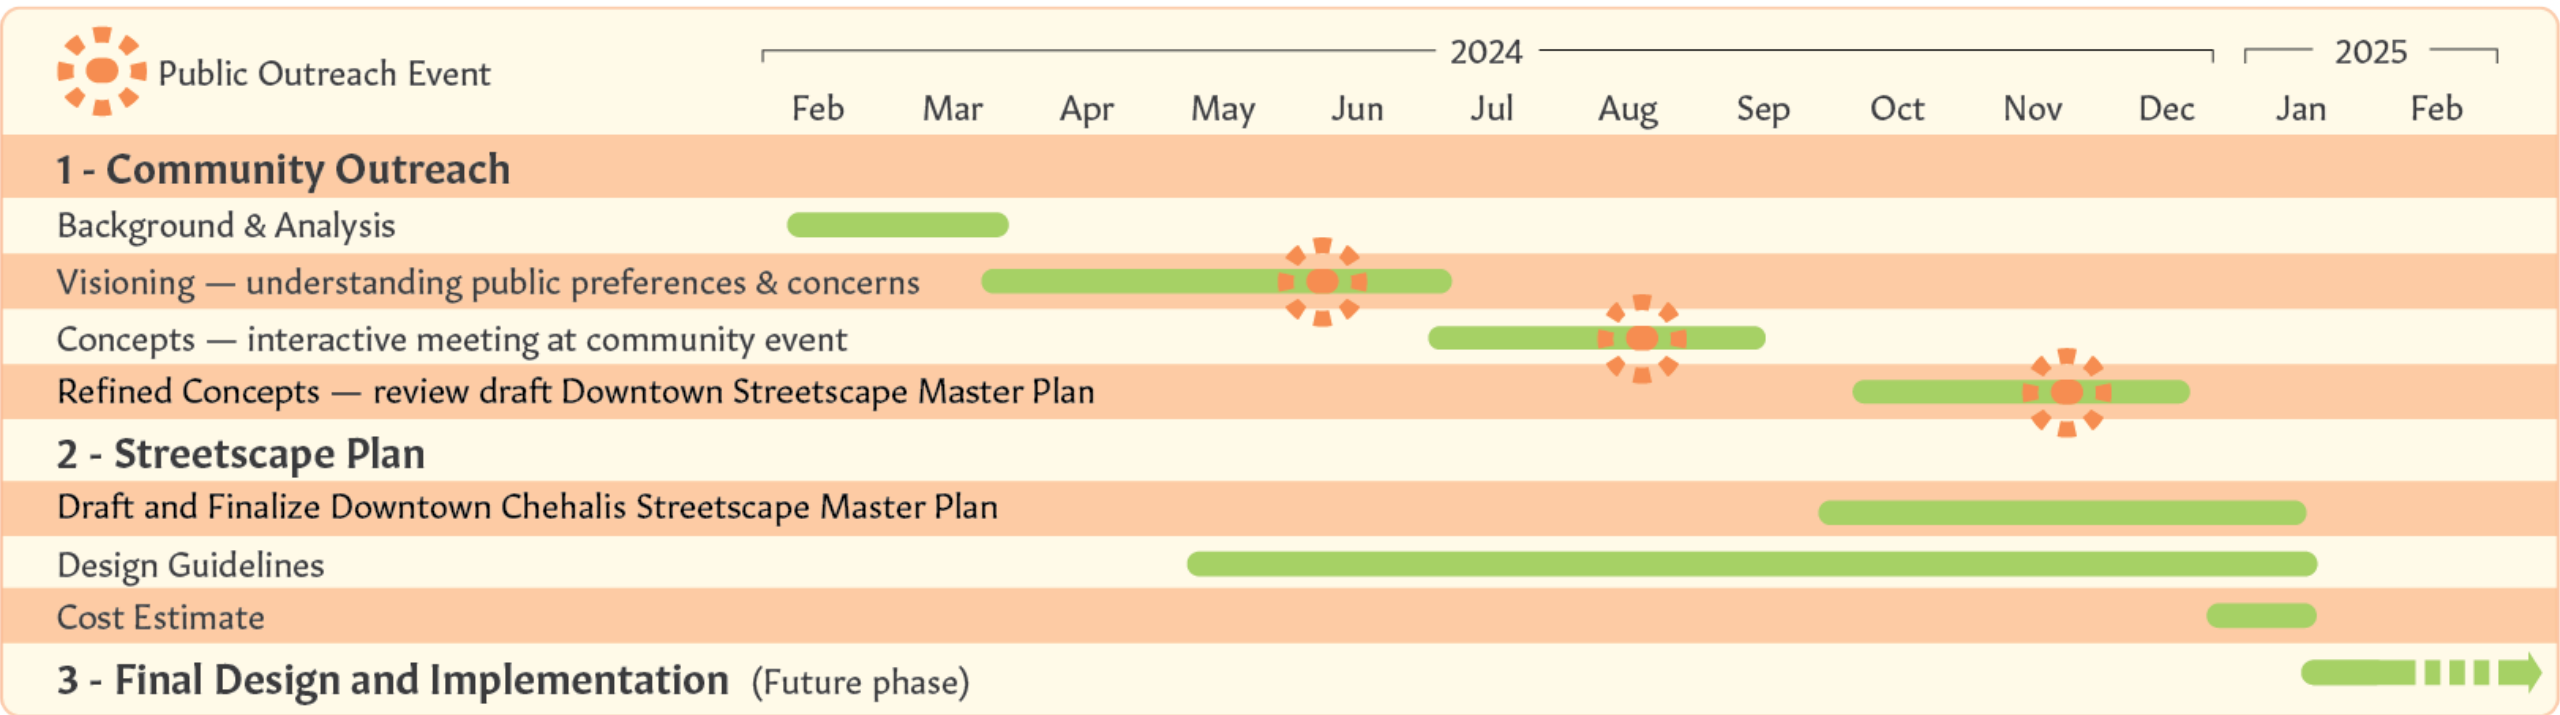 Public Outreach Event
2024 2025
Feb Mar Apr May Jun Jul Aug Sep Oct Nov Dec Jan Feb
1 - Community Outreach
Background & Analysis
Visioning — understanding public preferences & concerns
Concepts — interactive meeting at community event
Refined Concepts — review draft Downtown Streetscape Master Plan
2 - Streetscape Plan
Draft and Finalize Downtown Chehalis Streetscape Master Plan
Design Guidelines
Cost Estimate
3 - Final Design and Implementation (Future phase)